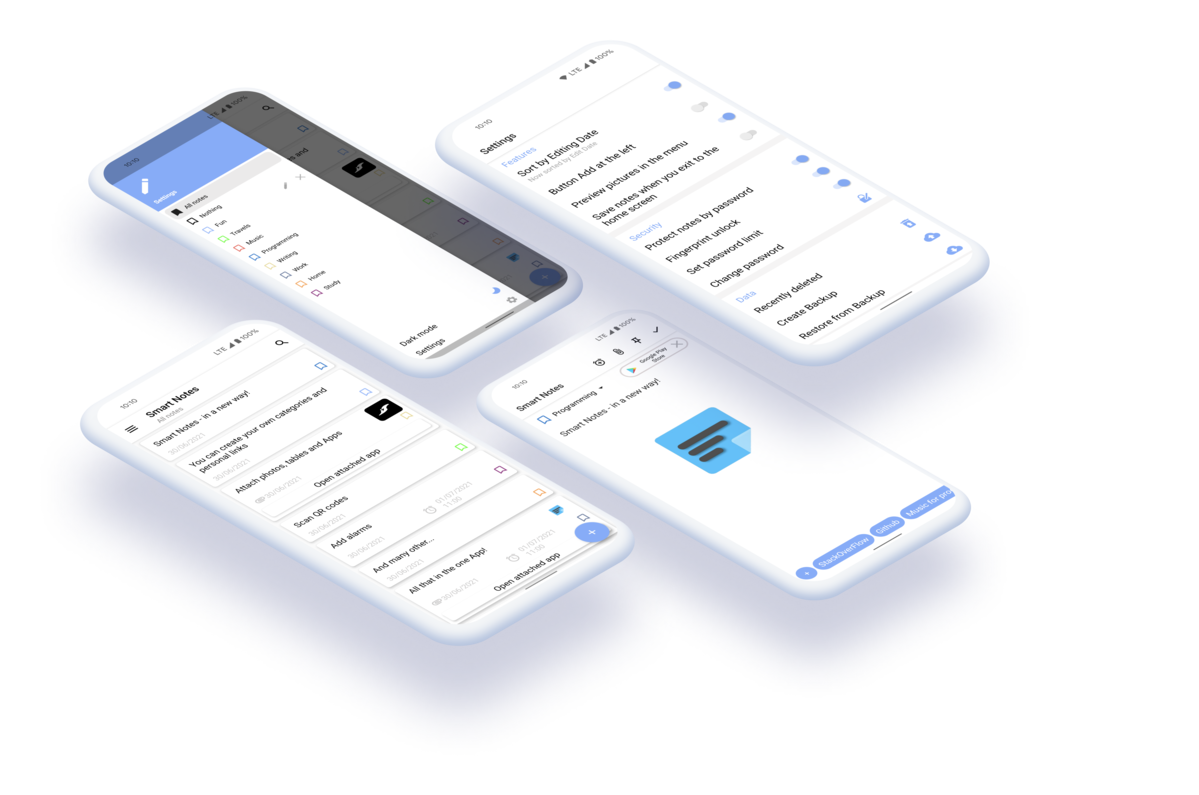 10:10
LTE 100%
Settings
All notes
Nothing
Fun
Travels
Music
Programming
Writing
Work
Home
Study
Dark mode
Settings
s and
10:10
LTE 100%
Settings
Features
Sort by Editing Date
Now sorted by Edit Date
Button Add at the left
Preview pictures in the menu
Save notes when you exit to the
home screen
Security
Protect notes by password
Fingerprint unlock
Set password limit
Change password
Data
Recently deleted
Create Backup
Restore from Backup
10:10
LTE 100%
Smart Notes
All notes
Smart Notes - in a new way!
30/06/2021
You can create your own categories and
personal links
30/06/2021
Attach photos, tables and Apps
30/06/2021
Open attached app
Scan QR codes
30/06/2021
Add alarms
30/06/2021
01/07/2021
11:00
And many other...
30/06/2021
All that in the one App!
30/06/2021
01/07/2021
11:00
Open attached app
+
10:10
LTE 100%
Smart Notes
Programming
Google Play
Store
Smart Notes - in a new way!
+
StackOverFlow
Github
Music for pro